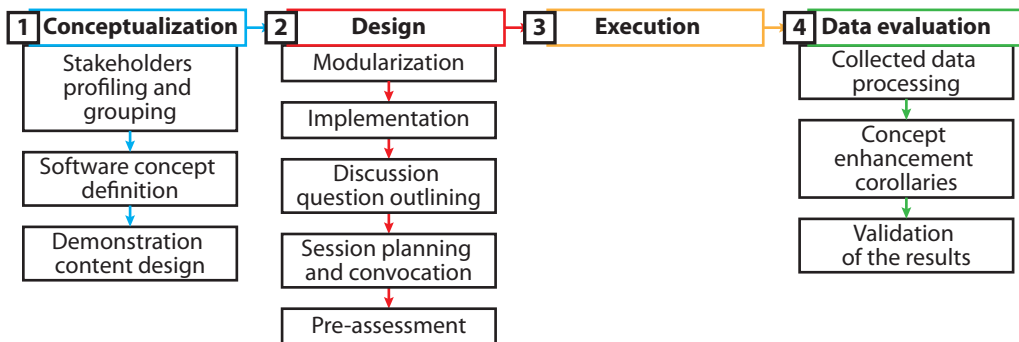 1 Conceptualization
Stakeholders
profiling and
grouping
Software concept
definition
Demonstration
content design
2 Design
Modularization
Implementation
Discussion
question outlining
Session planning
and convocation
Pre-assessment
3 Execution
4 Data evaluation
Collected data
processing
Concept
enhancement
corollaries
Validation
of the results